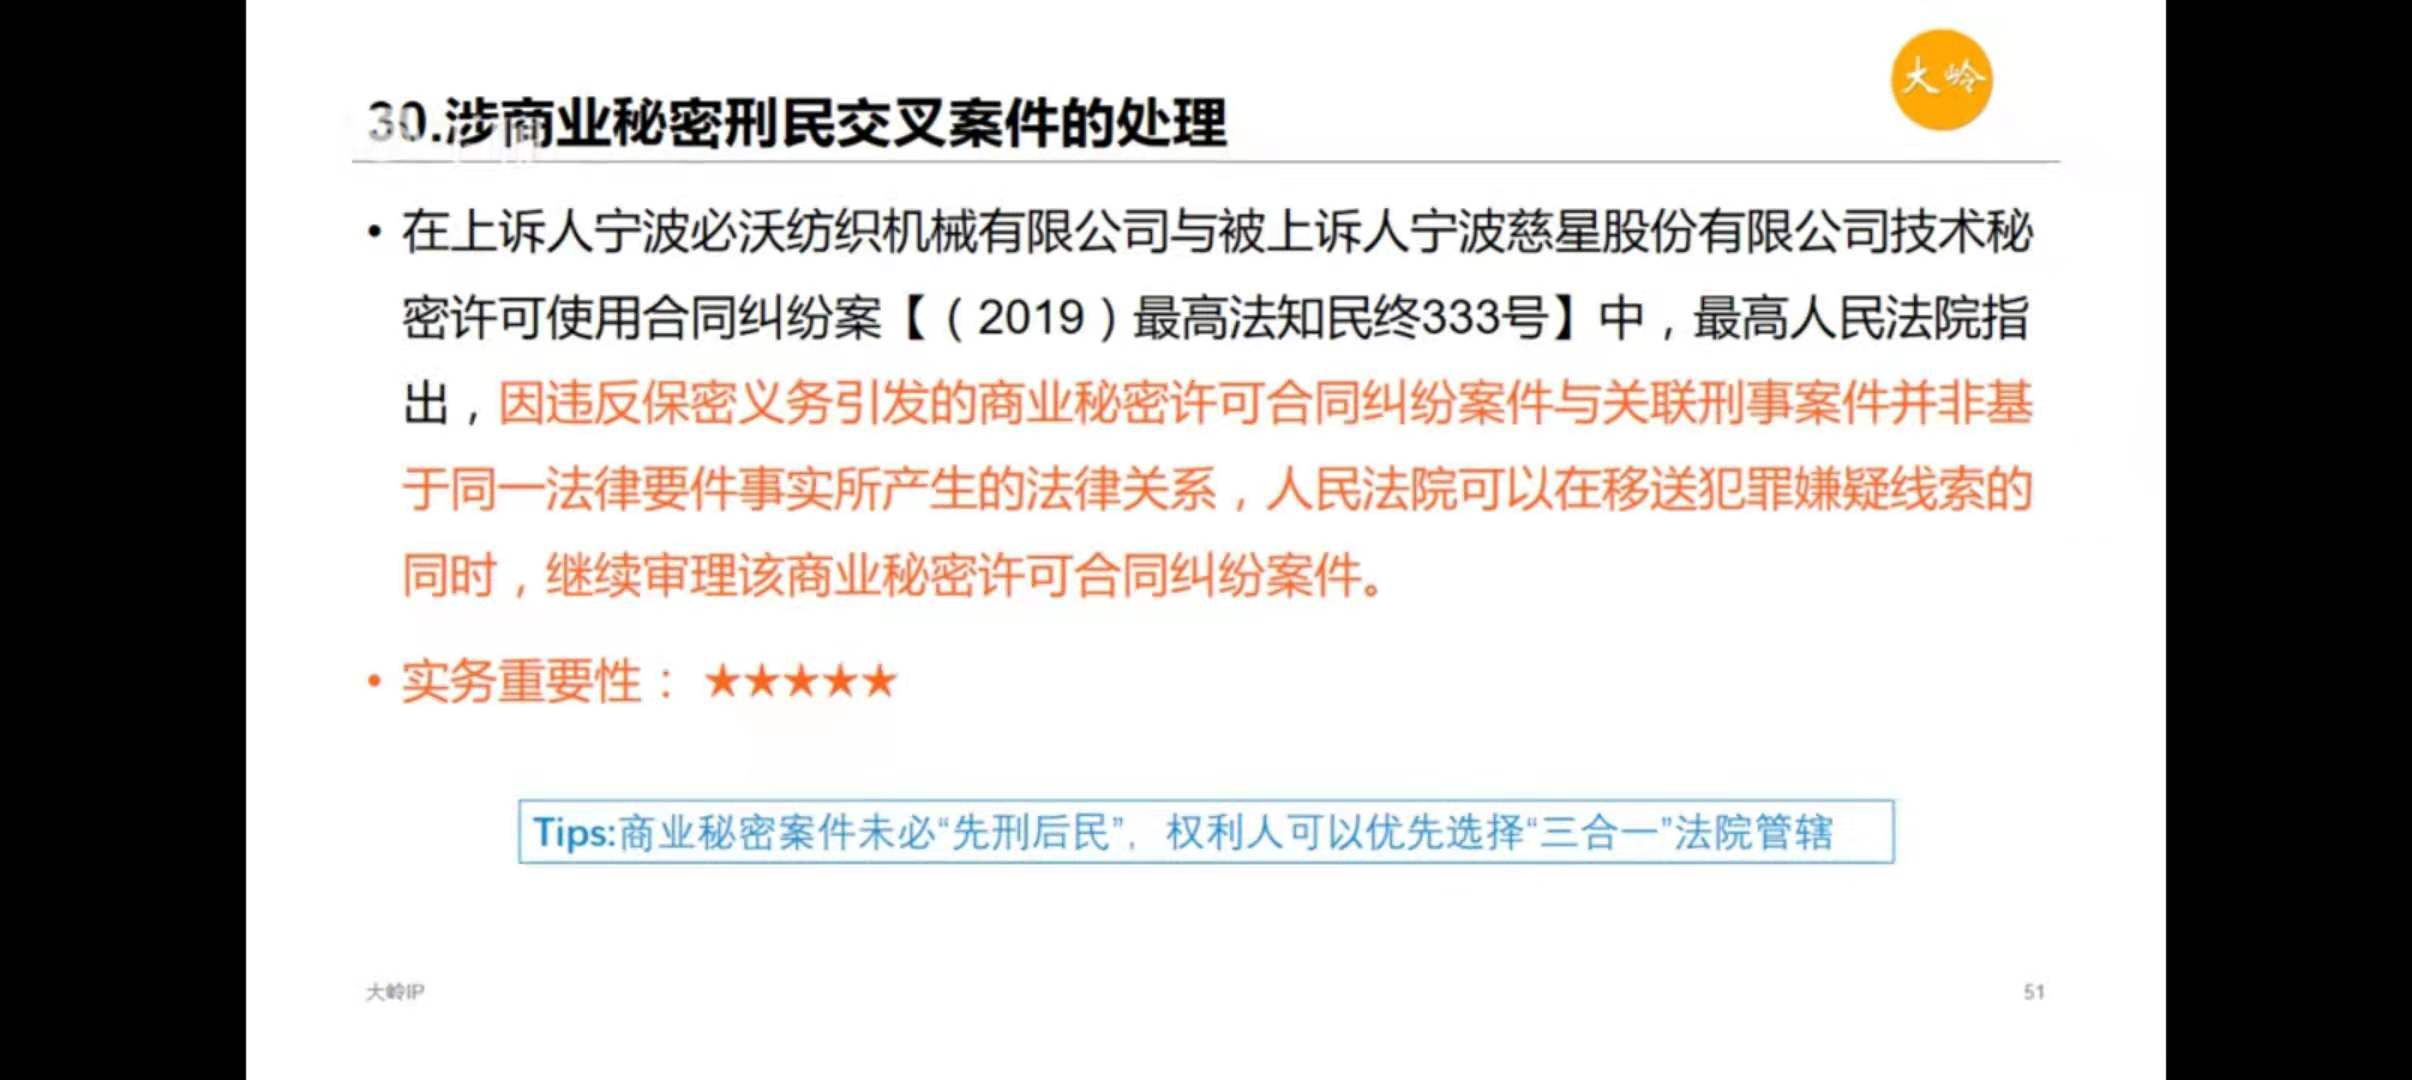 大岭
30.涉商业秘密刑民交叉案件的处理
• 在上诉人宁波必沃纺织机械有限公司与被上诉人宁波慈星股份有限公司技术秘
密许可使用合同纠纷案【（2019）最高法知民终333号】中，最高人民法院指
出，因违反保密义务引发的商业秘密许可合同纠纷案件与关联刑事案件并非基
于同一法律要件事实所产生的法律关系，人民法院可以在移送犯罪嫌疑线索的
同时，继续审理该商业秘密许可合同纠纷案件。
• 实务重要性： ★★★★★
Tips:商业秘密案件未必“先刑后民”，权利人可以优先选择“三合一”法院管辖
大岭IP
51